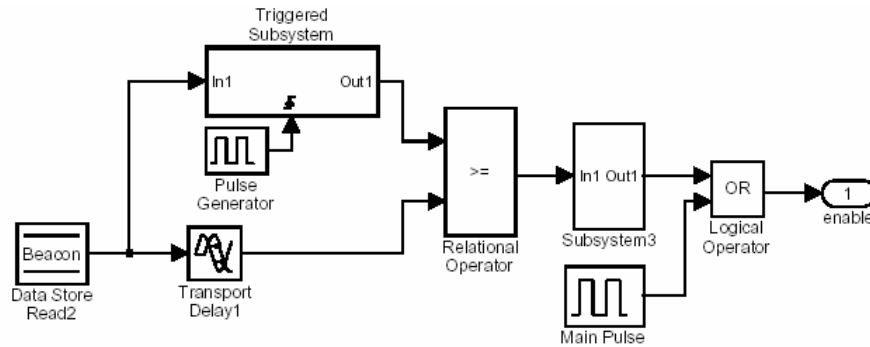 Triggered
Subsystem
In1
Out1
Pulse
Generator
>=
Relational
Operator
In1 Out1
Subsystem3
OR
Logical
Operator
1
enable
Beacon
Data Store
Read2
Transport
Delay1
Main Pulse